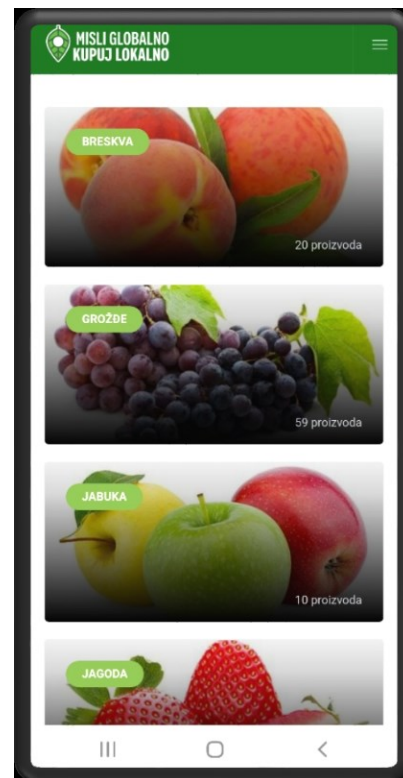 MISLI GLOBALNO
KUPUJ LOKALNO
BRESKVA
20 proizvoda
GROŽĐE
59 proizvoda
JABUKA
10 proizvoda
JAGODA